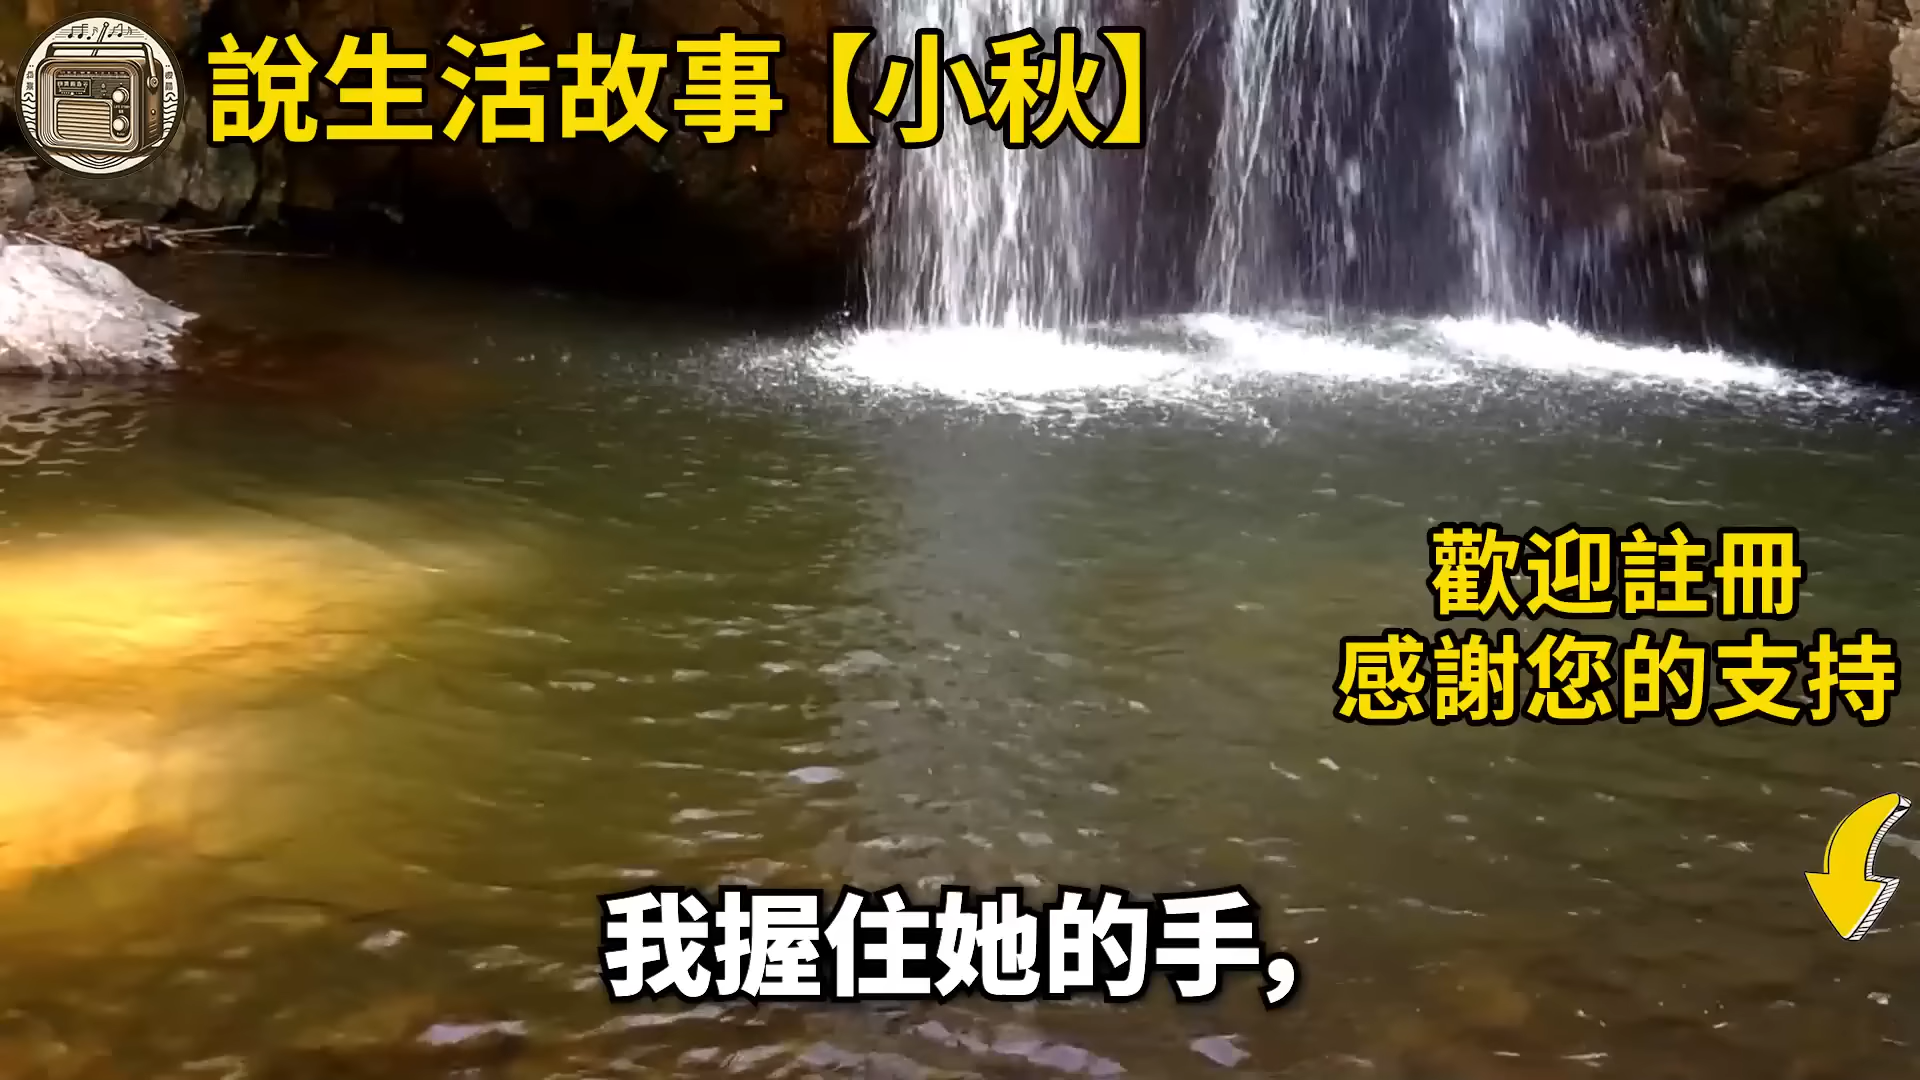 說生活故事【小秋】
歡迎註冊
感謝您的支持
我握住她的手,